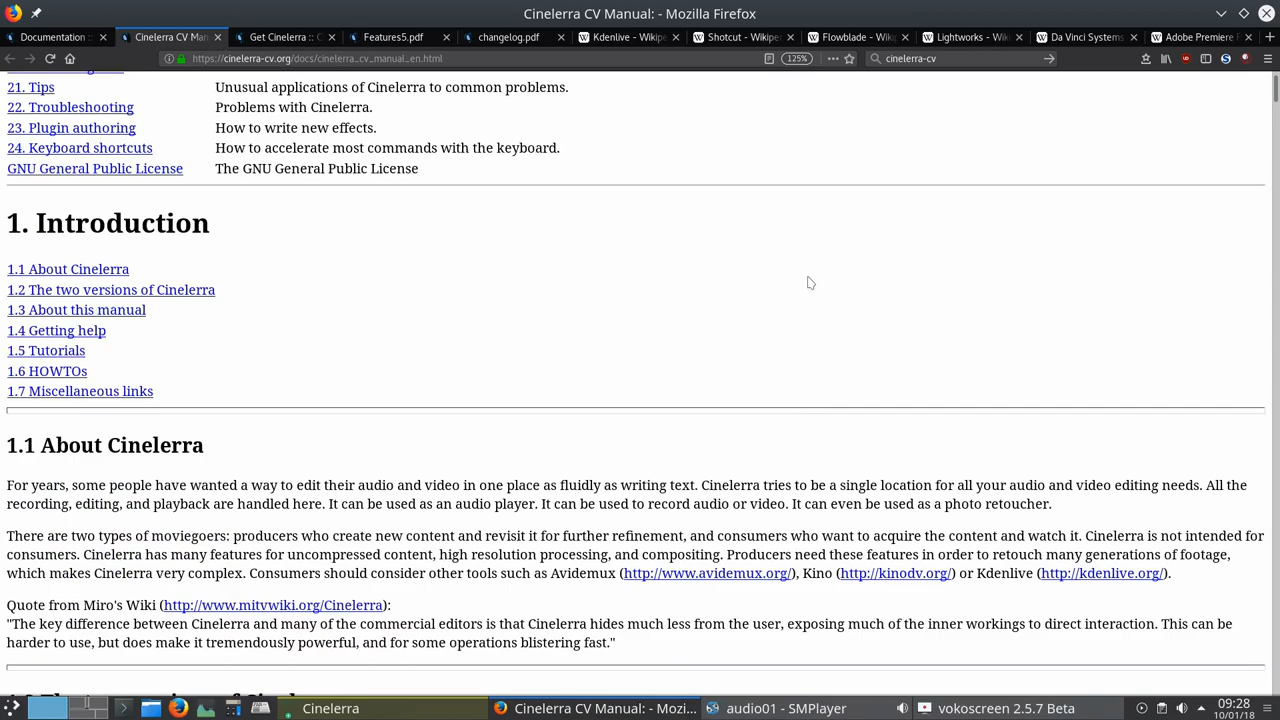 Cinelerra CV Manual: - Mozilla Firefox
Documentation ::
Cinelerra CV Man
Get Cinelerra :: C
Features5.pdf
changelog.pdf
Kdenlive - Wikipe
Shotcut - Wikiped
Flowblade - Wikip
Lightworks - Wiki
Da Vinci Systems
Adobe Premiere P
https://cinelerra-cv.org/docs/cinelerra_cv_manual_en.html
125%
cinelerra-cv
21. Tips Unusual applications of Cinelerra to common problems.
22. Troubleshooting Problems with Cinelerra.
23. Plugin authoring How to write new effects.
24. Keyboard shortcuts How to accelerate most commands with the keyboard.
GNU General Public License The GNU General Public License
1. Introduction
1.1 About Cinelerra
1.2 The two versions of Cinelerra
1.3 About this manual
1.4 Getting help
1.5 Tutorials
1.6 HOWTOs
1.7 Miscellaneous links
1.1 About Cinelerra
For years, some people have wanted a way to edit their audio and video in one place as fluidly as writing text. Cinelerra tries to be a single location for all your audio and video editing needs. All the
recording, editing, and playback are handled here. It can be used as an audio player. It can be used to record audio or video. It can even be used as a photo retoucher.
There are two types of moviegoers: producers who create new content and revisit it for further refinement, and consumers who want to acquire the content and watch it. Cinelerra is not intended for
consumers. Cinelerra has many features for uncompressed content, high resolution processing, and compositing. Producers need these features in order to retouch many generations of footage,
which makes Cinelerra very complex. Consumers should consider other tools such as Avidemux (http://www.avidemux.org/), Kino (http://kinodv.org/) or Kdenlive (http://kdenlive.org/).
Quote from Miro's Wiki (http://www.mitvwiki.org/Cinelerra):
"The key difference between Cinelerra and many of the commercial editors is that Cinelerra hides much less from the user, exposing much of the inner workings to direct interaction. This can be
harder to use, but does make it tremendously powerful, and for some operations blistering fast."
Cinelerra
Cinelerra CV Manual: - Mozi...
audio01 - SMPlayer
vokoscreen 2.5.7 Beta
09:28
10/01/18